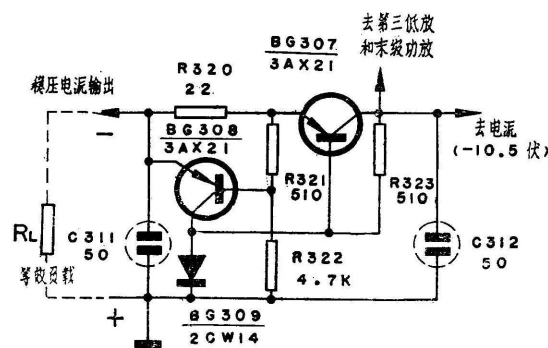 去第三低放
和末级功放
BG307
3AX21
R320
22
稳压电源输出
−
BG308
3AX21
去电源
(-10.5 伏)
R321
510
R323
510
RL
C311
50
等效负载
R322
4.7K
C312
50
+
BG309
2CW14